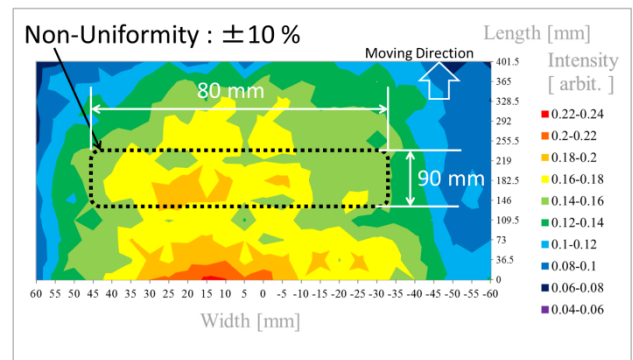 Non-Uniformity : ±10 %
Length [mm]
Moving Direction
Intensity
[ arbit. ]
80 mm
90 mm
401.5
365
328.5
292
255.5
219
182.5
146
109.5
73
36.5
0
0.22-0.24
0.2-0.22
0.18-0.2
0.16-0.18
0.14-0.16
0.12-0.14
0.1-0.12
0.08-0.1
0.06-0.08
0.04-0.06
60 55 50 45 40 35 30 25 20 15 10 5 0 -5 -10 -15 -20 -25 -30 -35 -40 -45 -50 -55 -60
Width [mm]